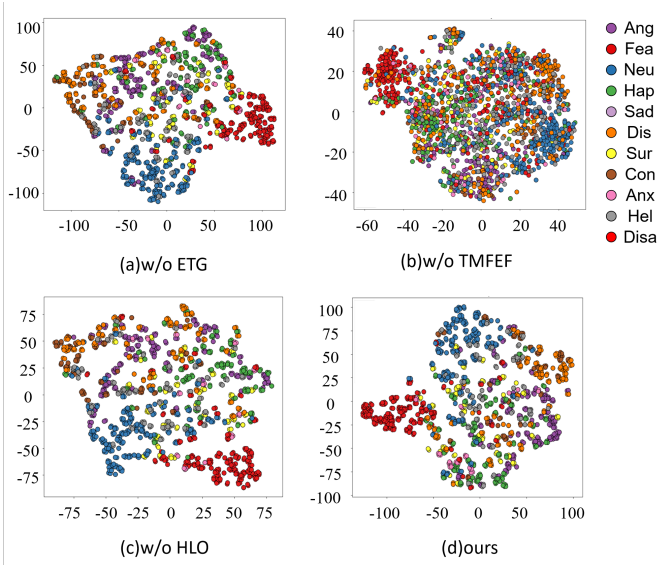 100
50
0
-50
-100
-100 -50 0 50 100
(a)w/o ETG
40
20
0
-20
-40
-60 -40 -20 0 20 40
(b)w/o TMFEF
Ang
Fea
Neu
Hap
Sad
Dis
Sur
Con
Anx
Hel
Disa
75
50
25
0
-25
-50
-75
-75 -50 -25 0 25 50 75
(c)w/o HLO
100
75
50
25
0
-25
-50
-75
-100
-100 -50 0 50 100
(d)ours